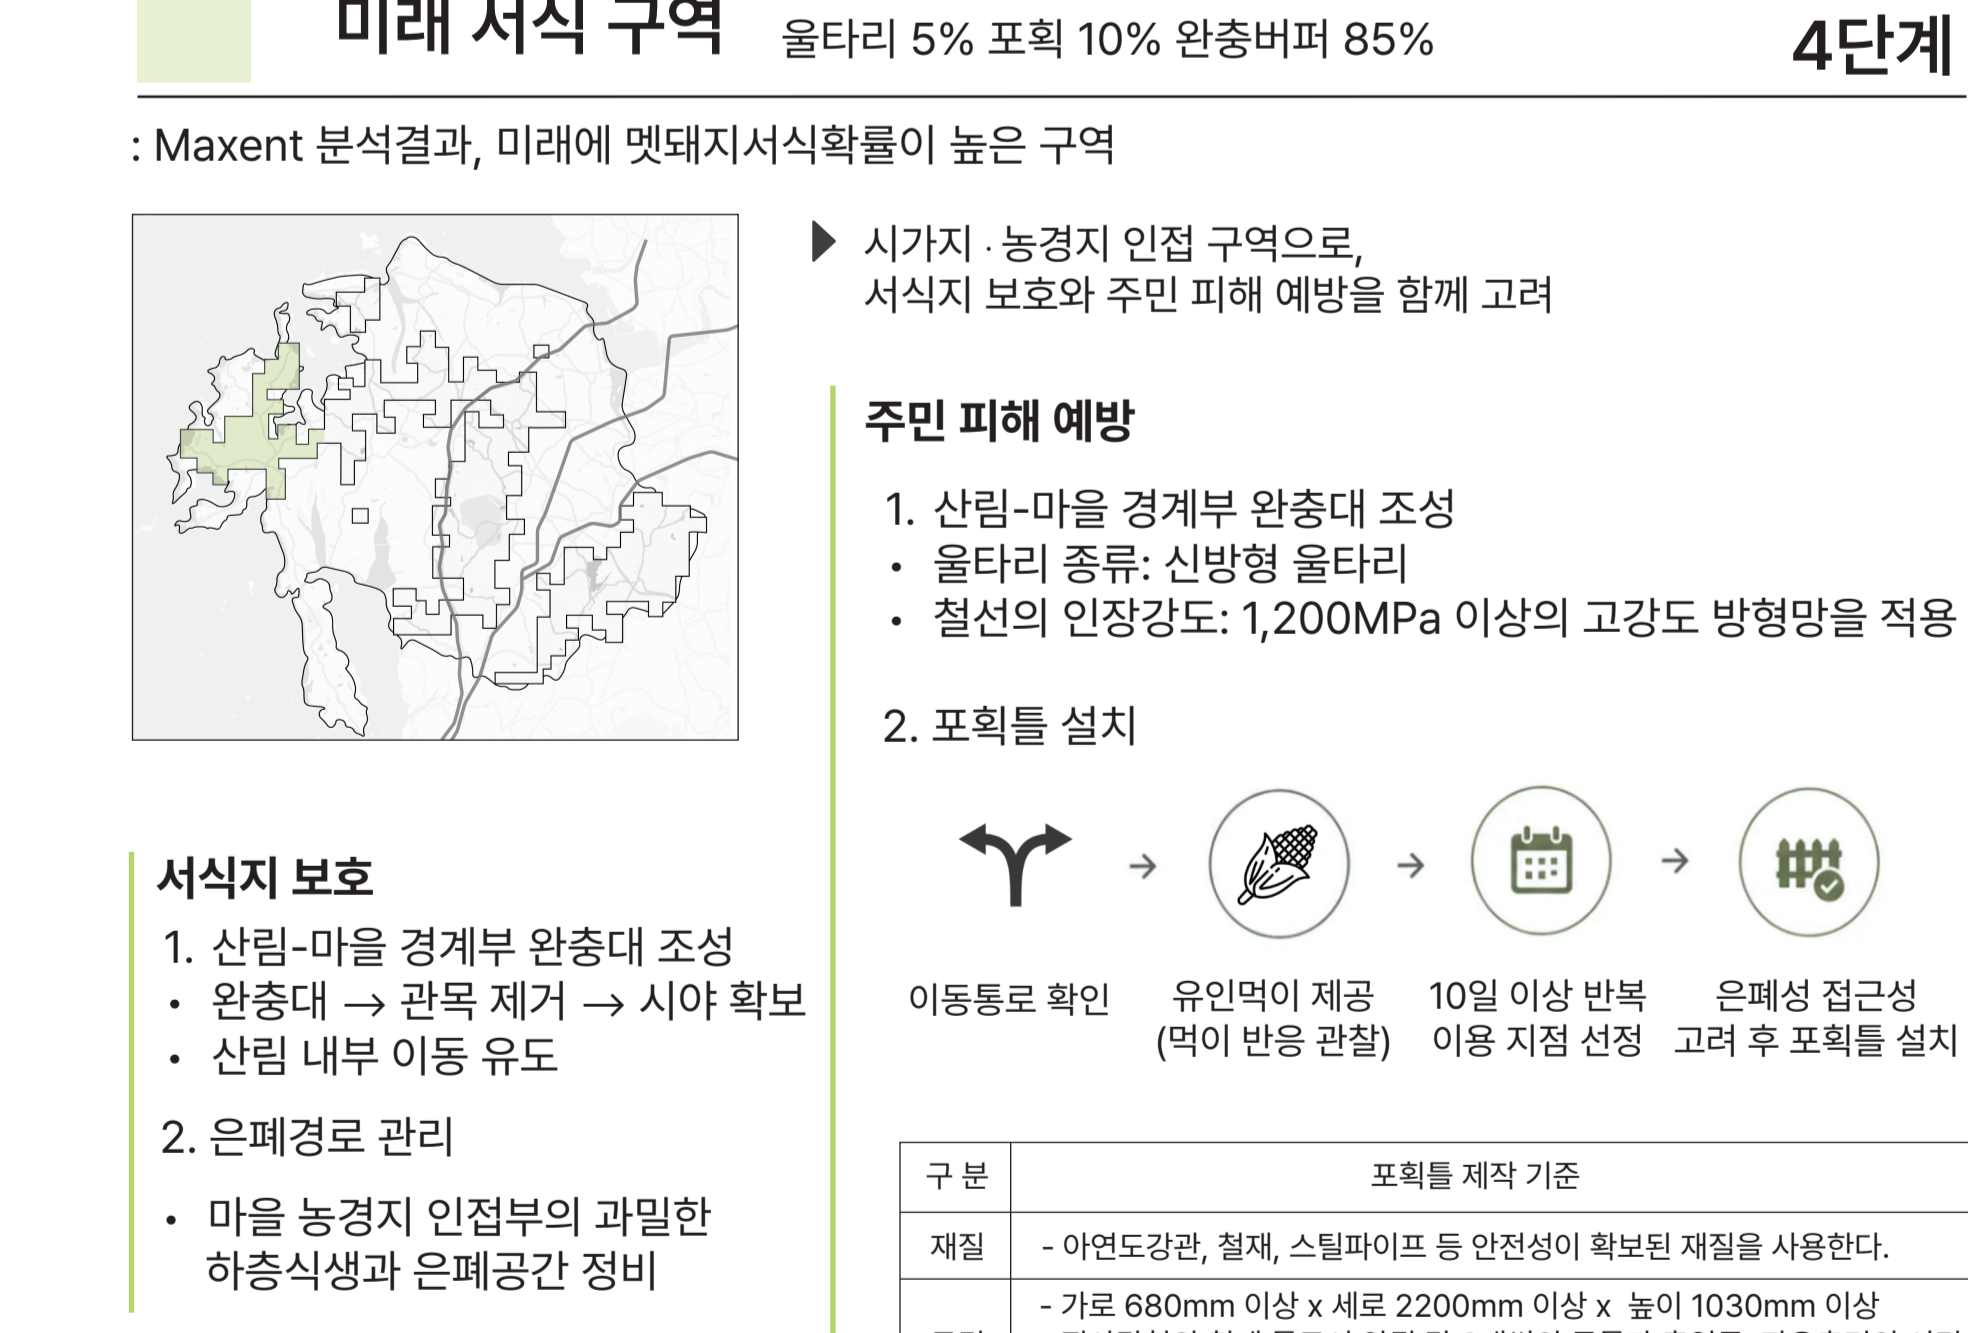 미래 서식 구역
울타리 5% 포획 10% 완충버퍼 85%
4단계
: Maxent 분석결과, 미래에 멧돼지서식확률이 높은 구역
시가지 · 농경지 인접 구역으로,
서식지 보호와 주민 피해 예방을 함께 고려
주민 피해 예방
1. 산림-마을 경계부 완충대 조성
• 울타리 종류: 신방형 울타리
• 철선의 인장강도: 1,200MPa 이상의 고강도 방형망을 적용
2. 포획틀 설치
→ → →
이동통로 확인
유인먹이 제공
(먹이 반응 관찰)
10일 이상 반복
이용 지점 선정
은폐성 접근성
고려 후 포획틀 설치
서식지 보호
1. 산림-마을 경계부 완충대 조성
• 완충대 → 관목 제거 → 시야 확보
• 산림 내부 이동 유도
2. 은폐경로 관리
• 마을 농경지 인접부의 과밀한
하층식생과 은폐공간 정비
구 분
포획틀 제작 기준
재질
- 아연도강관, 철재, 스틸파이프 등 안전성이 확보된 재질을 사용한다.
- 가로 680mm 이상 x 세로 2200mm 이상 x 높이 1030mm 이상